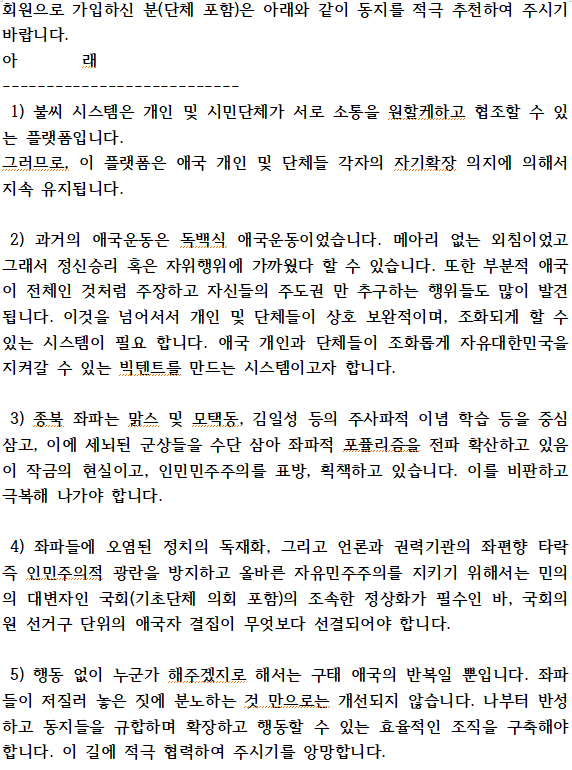 회원으로 가입하신 분(단체 포함)은 아래와 같이 동지를 적극 추천하여 주시기
바랍니다.
아 래
---------------------------
1) 불씨 시스템은 개인 및 시민단체가 서로 소통을 원할케하고 협조할 수 있
는 플랫폼입니다.
그러므로, 이 플랫폼은 애국 개인 및 단체들 각자의 자기확장 의지에 의해서
지속 유지됩니다.
2) 과거의 애국운동은 독백식 애국운동이었습니다. 메아리 없는 외침이었고
그래서 정신승리 혹은 자위행위에 가까웠다 할 수 있습니다. 또한 부분적 애국
이 전체인 것처럼 주장하고 자신들의 주도권 만 추구하는 행위들도 많이 발견
됩니다. 이것을 넘어서서 개인 및 단체들이 상호 보완적이며, 조화되게 할 수
있는 시스템이 필요 합니다. 애국 개인과 단체들이 조화롭게 자유대한민국을
지켜갈 수 있는 빅텐트를 만드는 시스템이고자 합니다.
3) 종북 좌파는 맑스 및 모택동, 김일성 등의 주사파적 이념 학습 등을 중심
삼고, 이에 세뇌된 군상들을 수단 삼아 좌파적 포퓰리즘을 전파 확산하고 있음
이 작금의 현실이고, 인민민주주의를 표방, 획책하고 있습니다. 이를 비판하고
극복해 나가야 합니다.
4) 좌파들에 오염된 정치의 독재화, 그리고 언론과 권력기관의 좌편향 타락
즉 인민주의적 광란을 방지하고 올바른 자유민주주의를 지키기 위해서는 민의
의 대변자인 국회(기초단체 의회 포함)의 조속한 정상화가 필수인 바, 국회의
원 선거구 단위의 애국자 결집이 무엇보다 선결되어야 합니다.
5) 행동 없이 누군가 해주겠지로 해서는 구태 애국의 반복일 뿐입니다. 좌파
들이 저질러 놓은 짓에 분노하는 것 만으로는 개선되지 않습니다. 나부터 반성
하고 동지들을 규합하며 확장하고 행동할 수 있는 효율적인 조직을 구축해야
합니다. 이 길에 적극 협력하여 주시기를 앙망합니다.